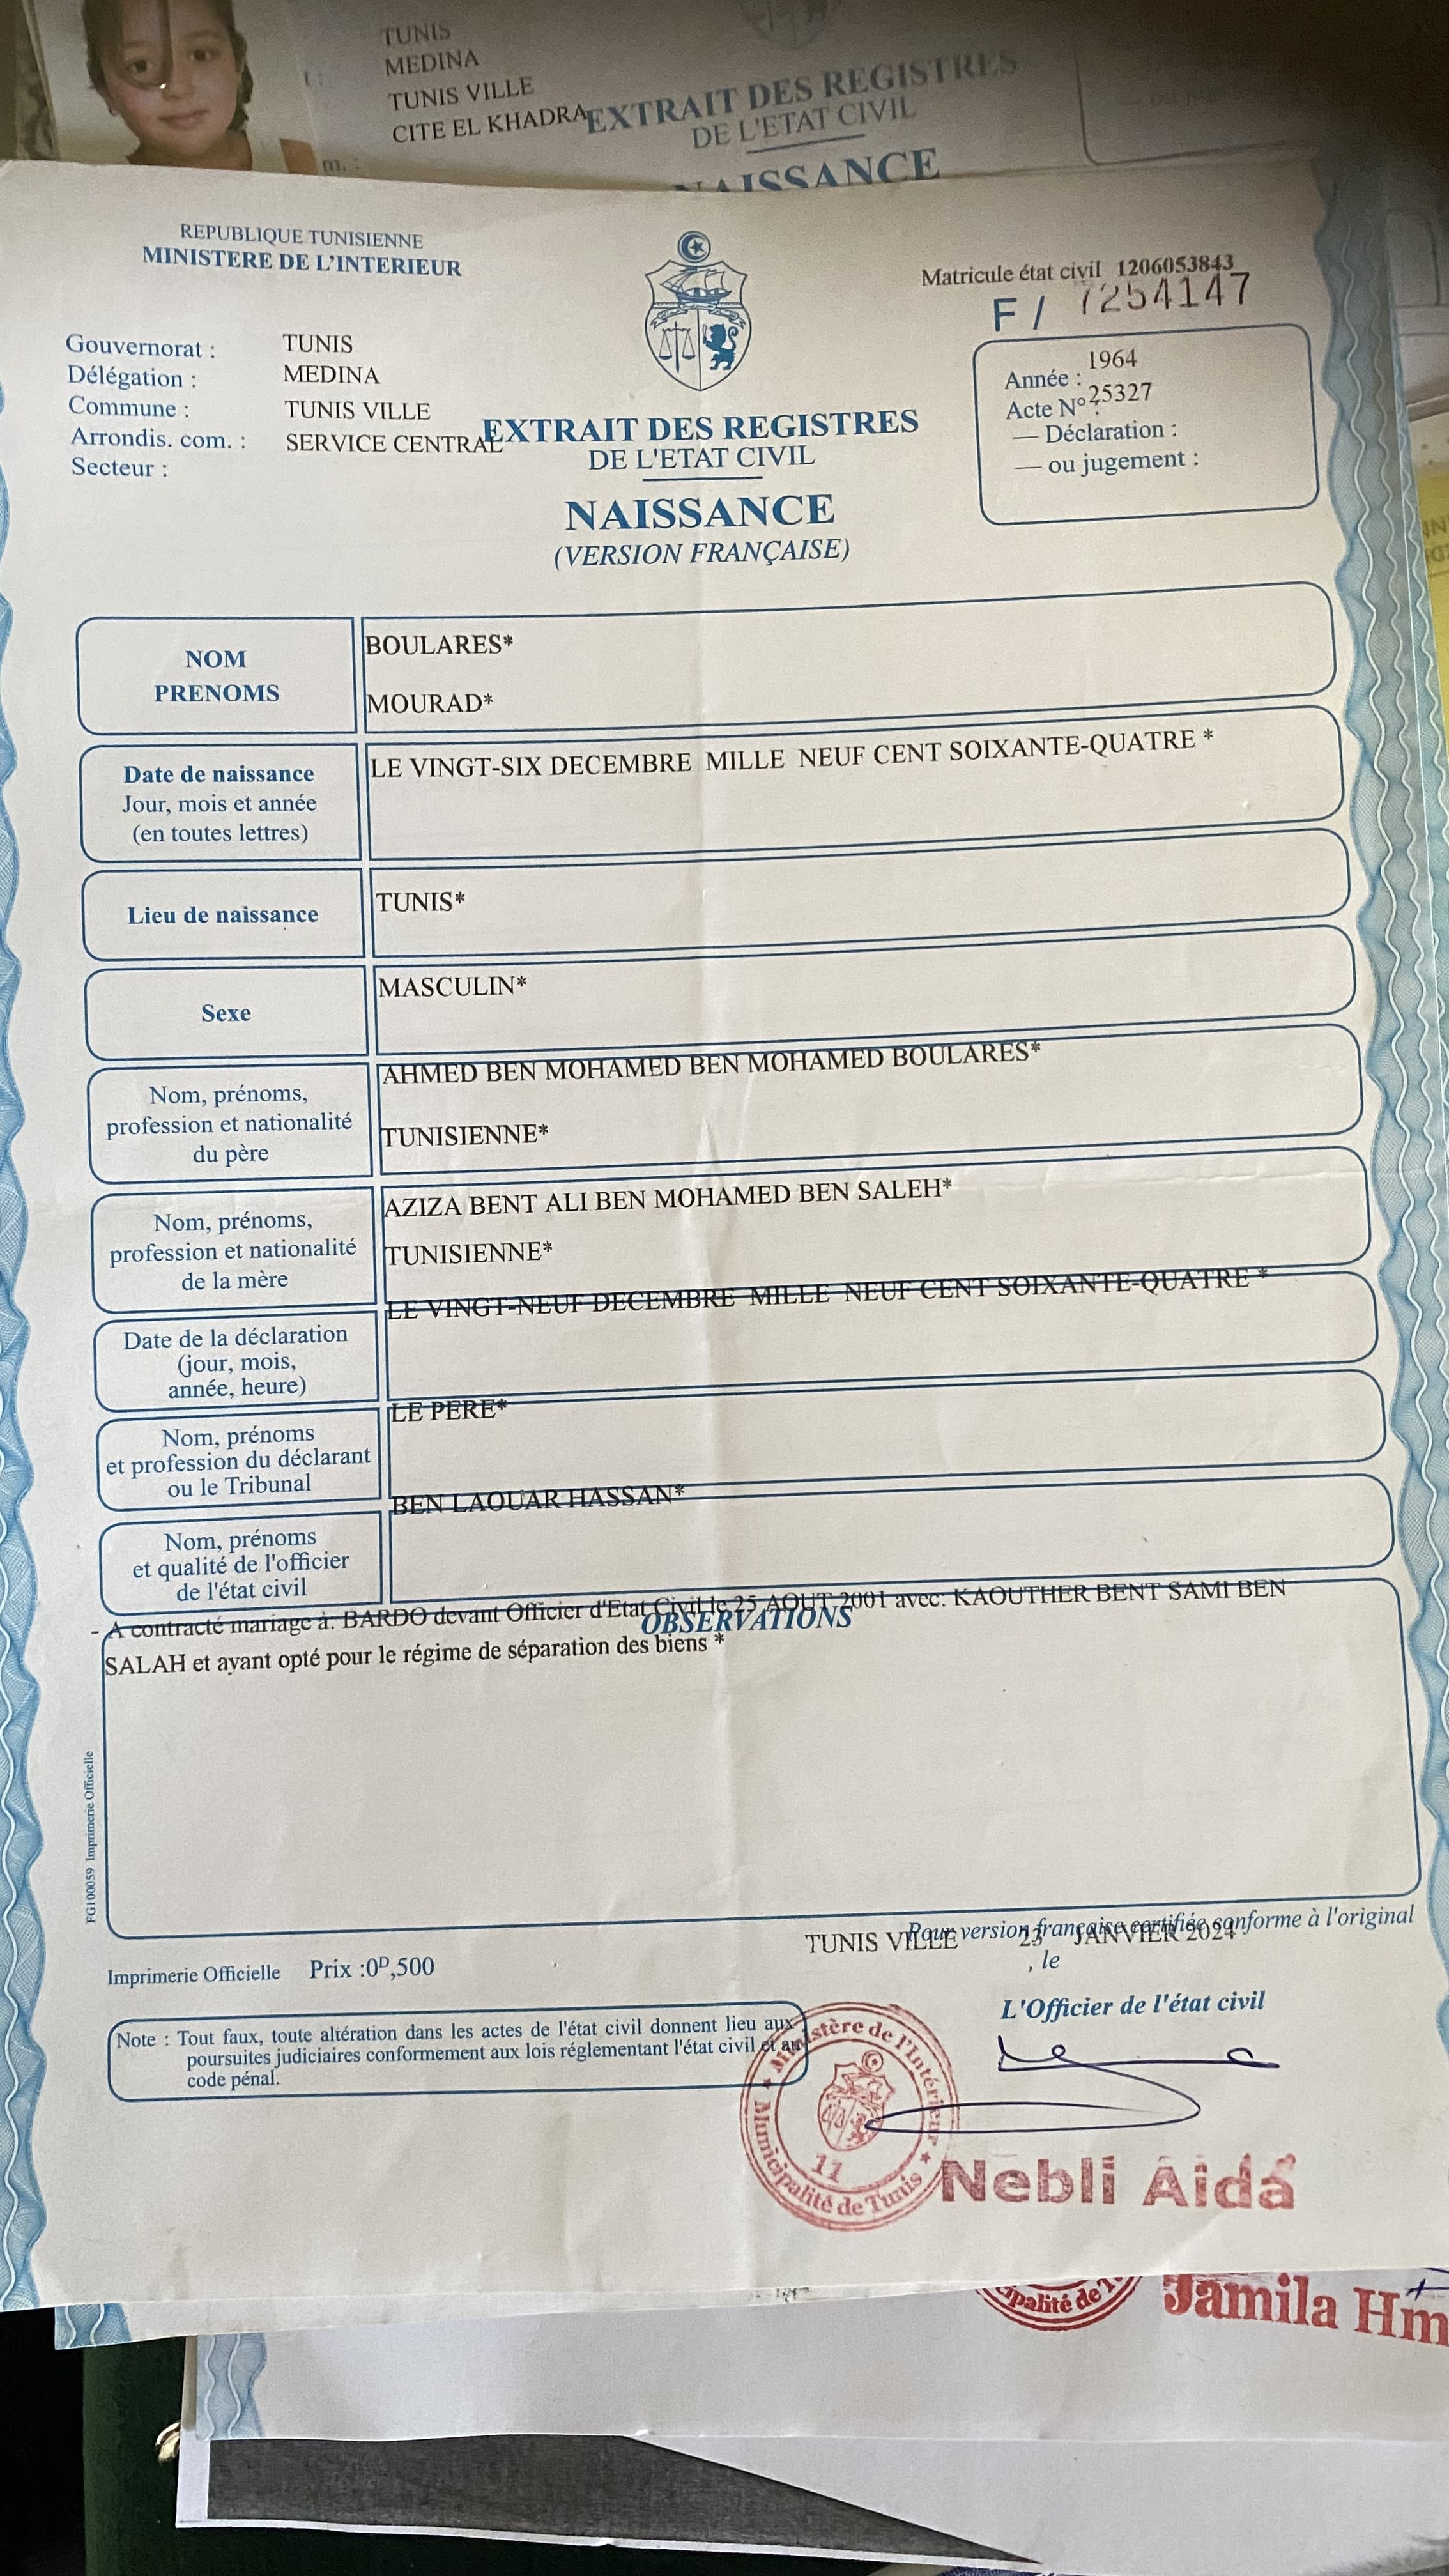 TUNIS
MEDINA
TUNIS VILLE
CITE EL KHADRA
m. :
EXTRAIT DES REGISTRES
DE L'ETAT CIVIL
NAISSANCE
REPUBLIQUE TUNISIENNE
MINISTERE DE L'INTERIEUR
Matricule état civil 1206053843
F / 7254147
Gouvernorat : TUNIS
Délégation : MEDINA
Commune : TUNIS VILLE
Arrondis. com. : SERVICE CENTRAL
Secteur :
EXTRAIT DES REGISTRES
DE L'ETAT CIVIL
NAISSANCE
(VERSION FRANÇAISE)
Année : 1964
Acte N° : 25327
— Déclaration :
— ou jugement :
NOM
PRENOMS
BOULARES*
MOURAD*
Date de naissance
Jour, mois et année
(en toutes lettres)
LE VINGT-SIX DECEMBRE MILLE NEUF CENT SOIXANTE-QUATRE *
Lieu de naissance
TUNIS*
Sexe
MASCULIN*
Nom, prénoms,
profession et nationalité
du père
AHMED BEN MOHAMED BEN MOHAMED BOULARES*
TUNISIENNE*
Nom, prénoms,
profession et nationalité
de la mère
AZIZA BENT ALI BEN MOHAMED BEN SALEH*
TUNISIENNE*
Date de la déclaration
(jour, mois,
année, heure)
LE VINGT-NEUF DECEMBRE MILLE NEUF CENT SOIXANTE-QUATRE *
Nom, prénoms
et profession du déclarant
ou le Tribunal
LE PERE*
Nom, prénoms
et qualité de l'officier
de l'état civil
BEN LAOUAR HASSAN*
OBSERVATIONS
- A contracté mariage à: BARDO devant Officier d'Etat Civil le 25 AOUT 2001 avec: KAOUTHER BENT SAMI BEN
SALAH et ayant opté pour le régime de séparation des biens *
FG100059 Imprimerie Officielle
Pour version française certifiée conforme à l'original
TUNIS VILLE , le 23 JANVIER 2024
Imprimerie Officielle Prix :0ᴰ,500
L'Officier de l'état civil
Note : Tout faux, toute altération dans les actes de l'état civil donnent lieu aux
poursuites judiciaires conformement aux lois réglementant l'état civil et au
code pénal.
Ministère de l'Intérieur
Municipalité de Tunis
11
Nebli Aida
ipalité de T
Jamila Hm